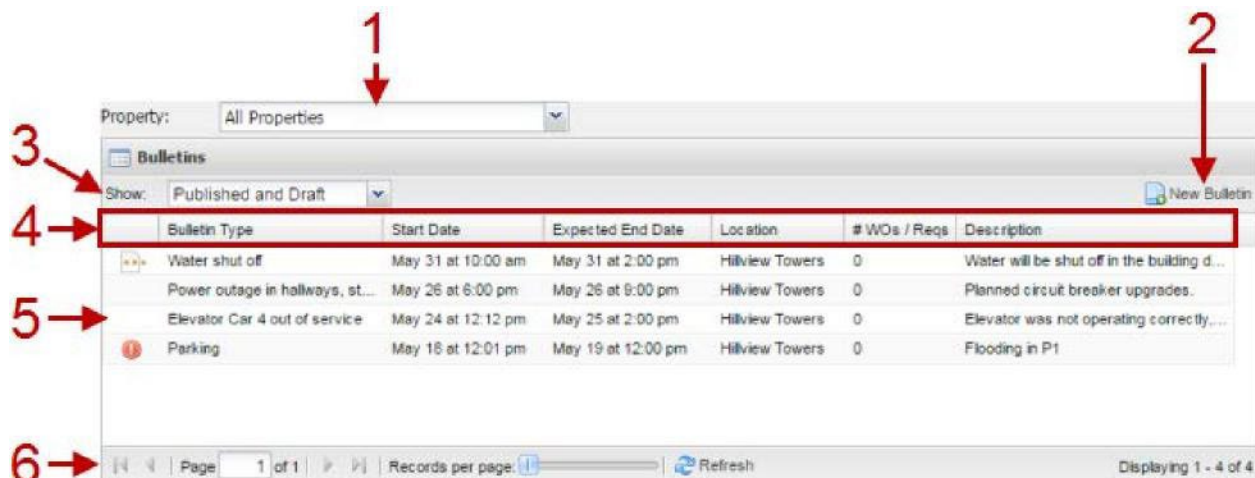 1
2
Property: All Properties
3
Bulletins
Show: Published and Draft New Bulletin
4
Bulletin Type Start Date Expected End Date Location # WOs / Reqs Description
Water shut off May 31 at 10:00 am May 31 at 2:00 pm Hillview Towers 0 Water will be shut off in the building d...
Power outage in hallways, st... May 26 at 6:00 pm May 26 at 9:00 pm Hillview Towers 0 Planned circuit breaker upgrades.
5
Elevator Car 4 out of service May 24 at 12:12 pm May 25 at 2:00 pm Hillview Towers 0 Elevator was not operating correctly,...
Parking May 18 at 12:01 pm May 19 at 12:00 pm Hillview Towers 0 Flooding in P1
6
Page 1 of 1 Records per page: Refresh Displaying 1 - 4 of 4